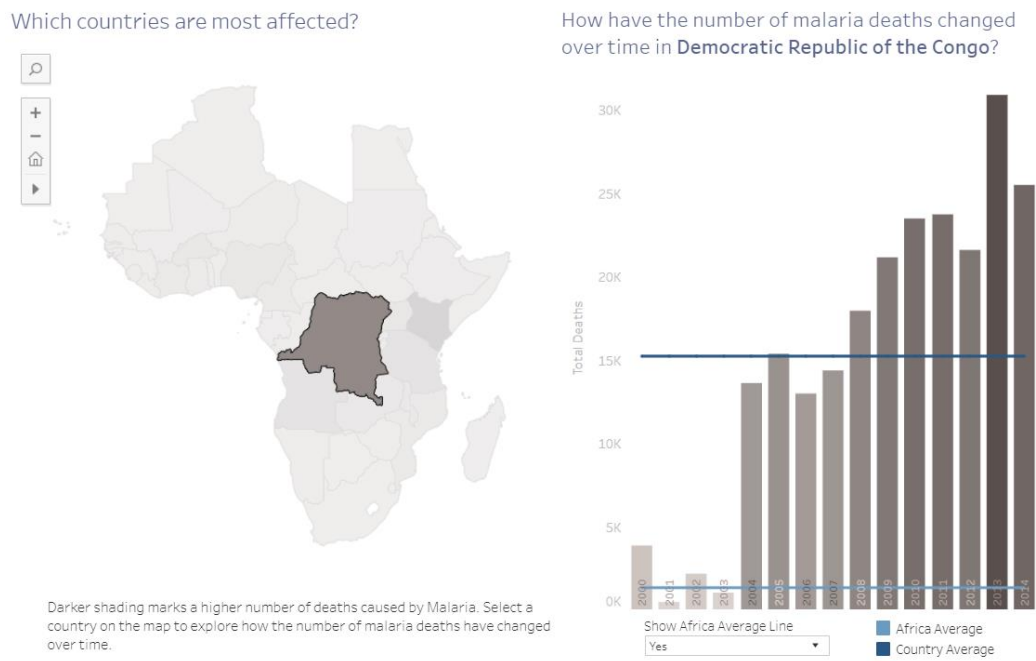 Which countries are most affected?
How have the number of malaria deaths changed
over time in Democratic Republic of the Congo?
+
−
30K
25K
20K
15K
10K
5K
0K
Total Deaths
2000
2001
2002
2003
2004
2005
2006
2007
2008
2009
2010
2011
2012
2013
2014
Darker shading marks a higher number of deaths caused by Malaria. Select a
country on the map to explore how the number of malaria deaths have changed
over time.
Show Africa Average Line
Yes
Africa Average
Country Average